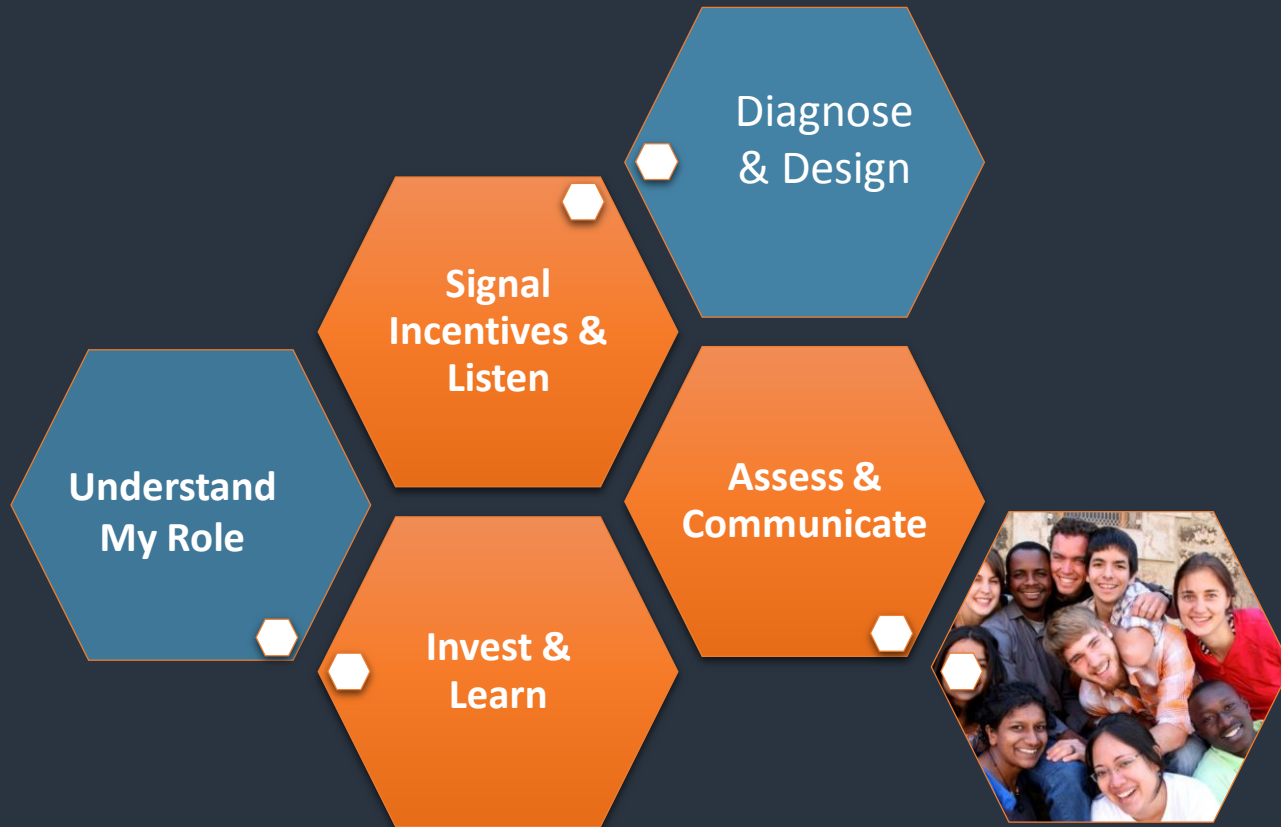 Diagnose
& Design
Signal
Incentives &
Listen
Understand
My Role
Assess &
Communicate
Invest &
Learn